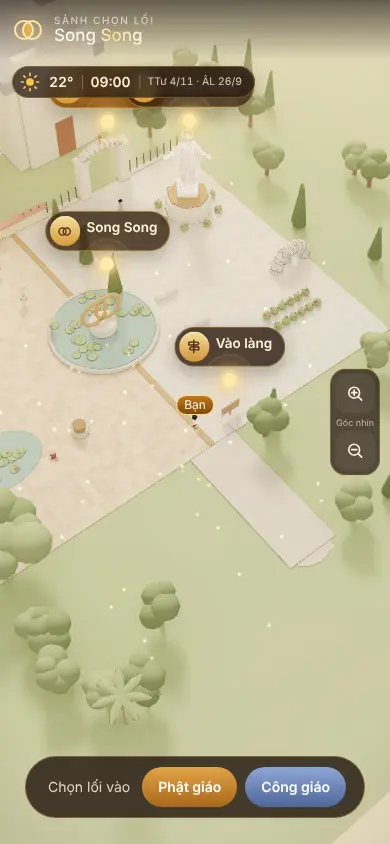 SẢNH CHỌN LỐI
Song Song
22° 09:00 TTư 4/11 · ÂL 26/9
Song Song
Vào làng
Bạn
Góc nhìn
Chọn lối vào Phật giáo Công giáo